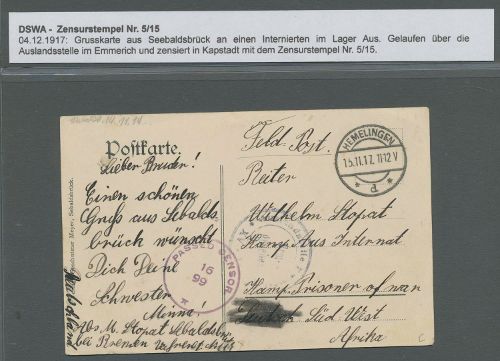 DSWA - Zensurstempel Nr. 5/15
04.12.1917: Grusskarte aus Seebaldsbrück an einen Internierten im Lager Aus. Gelaufen über die
Auslandsstelle im Emmerich und zensiert in Kapstadt mit dem Zensurstempel Nr. 5/15.
Postkarte.
Lieber Bruder!
Einen schönen
Gruß aus Sebalds
brück wünscht
Dich Deine
Schwester
Minna!
Abs M. Stopat Sebaldsbr
bei Bremen
Meyer, Sebaldsbrück.
Feld Post.
Reiter
Wilhelm Stopat
Kamp Aus Internat
Kamp Prisoner of war
Süd West
Afrika
HEMELINGEN
15.11.17. 11-12 V
d
PASSED CENSOR
16
99